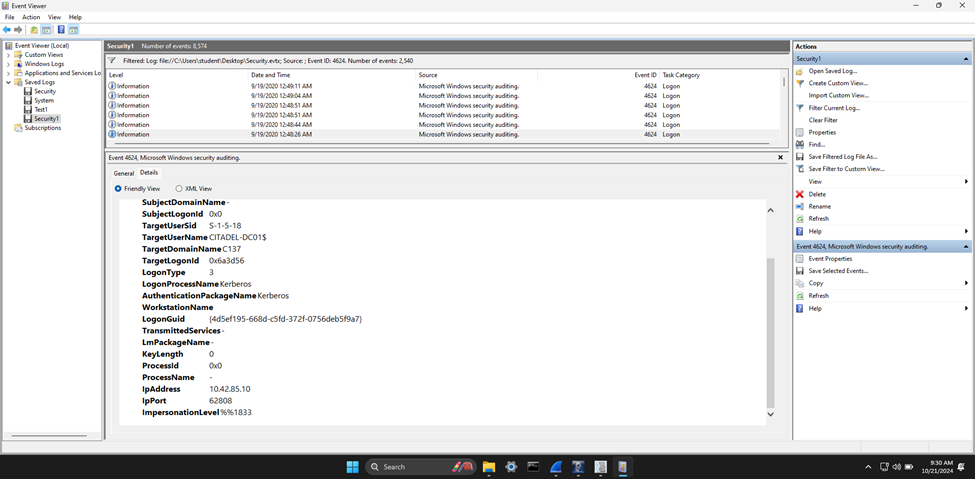 Event Viewer
File Action View Help
Event Viewer (Local)
Custom Views
Windows Logs
Applications and Services Lo
Saved Logs
Security
System
Test1
Security1
Subscriptions
Security1 Number of events: 8,574
Filtered: Log: file://C:\Users\student\Desktop\Security.evtx; Source: ; Event ID: 4624. Number of events: 2,540
Level Date and Time Source Event ID Task Category
Information 9/19/2020 12:49:11 AM Microsoft Windows security auditing. 4624 Logon
Information 9/19/2020 12:49:04 AM Microsoft Windows security auditing. 4624 Logon
Information 9/19/2020 12:48:51 AM Microsoft Windows security auditing. 4624 Logon
Information 9/19/2020 12:48:51 AM Microsoft Windows security auditing. 4624 Logon
Information 9/19/2020 12:48:44 AM Microsoft Windows security auditing. 4624 Logon
Information 9/19/2020 12:48:26 AM Microsoft Windows security auditing. 4624 Logon
Event 4624, Microsoft Windows security auditing.
General Details
Friendly View XML View
SubjectDomainName -
SubjectLogonId 0x0
TargetUserSid S-1-5-18
TargetUserName CITADEL-DC01$
TargetDomainName C137
TargetLogonId 0x6a3d56
LogonType 3
LogonProcessName Kerberos
AuthenticationPackageName Kerberos
WorkstationName
LogonGuid {4d5ef195-668d-c5fd-372f-0756deb5f9a7}
TransmittedServices -
LmPackageName -
KeyLength 0
ProcessId 0x0
ProcessName -
IpAddress 10.42.85.10
IpPort 62808
ImpersonationLevel %%1833
Actions
Security1
Open Saved Log...
Create Custom View...
Import Custom View...
Filter Current Log...
Clear Filter
Properties
Find...
Save Filtered Log File As...
Save Filter to Custom View...
View
Delete
Rename
Refresh
Help
Event 4624, Microsoft Windows security auditing.
Event Properties
Save Selected Events...
Copy
Refresh
Help
Search
9:30 AM
10/21/2024